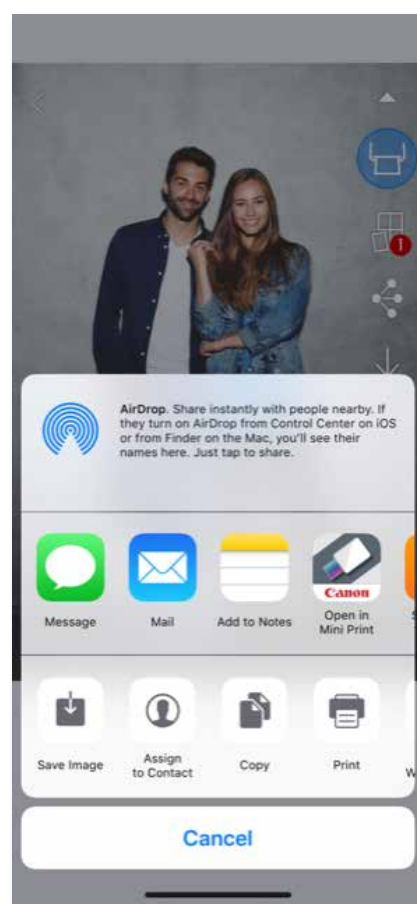 1
AirDrop. Share instantly with people nearby. If
they turn on AirDrop from Control Center on iOS
or from Finder on the Mac, you'll see their
names here. Just tap to share.
Canon
Message
Mail
Add to Notes
Open in
Mini Print
S
Save Image
Assign
to Contact
Copy
Print
W
Cancel